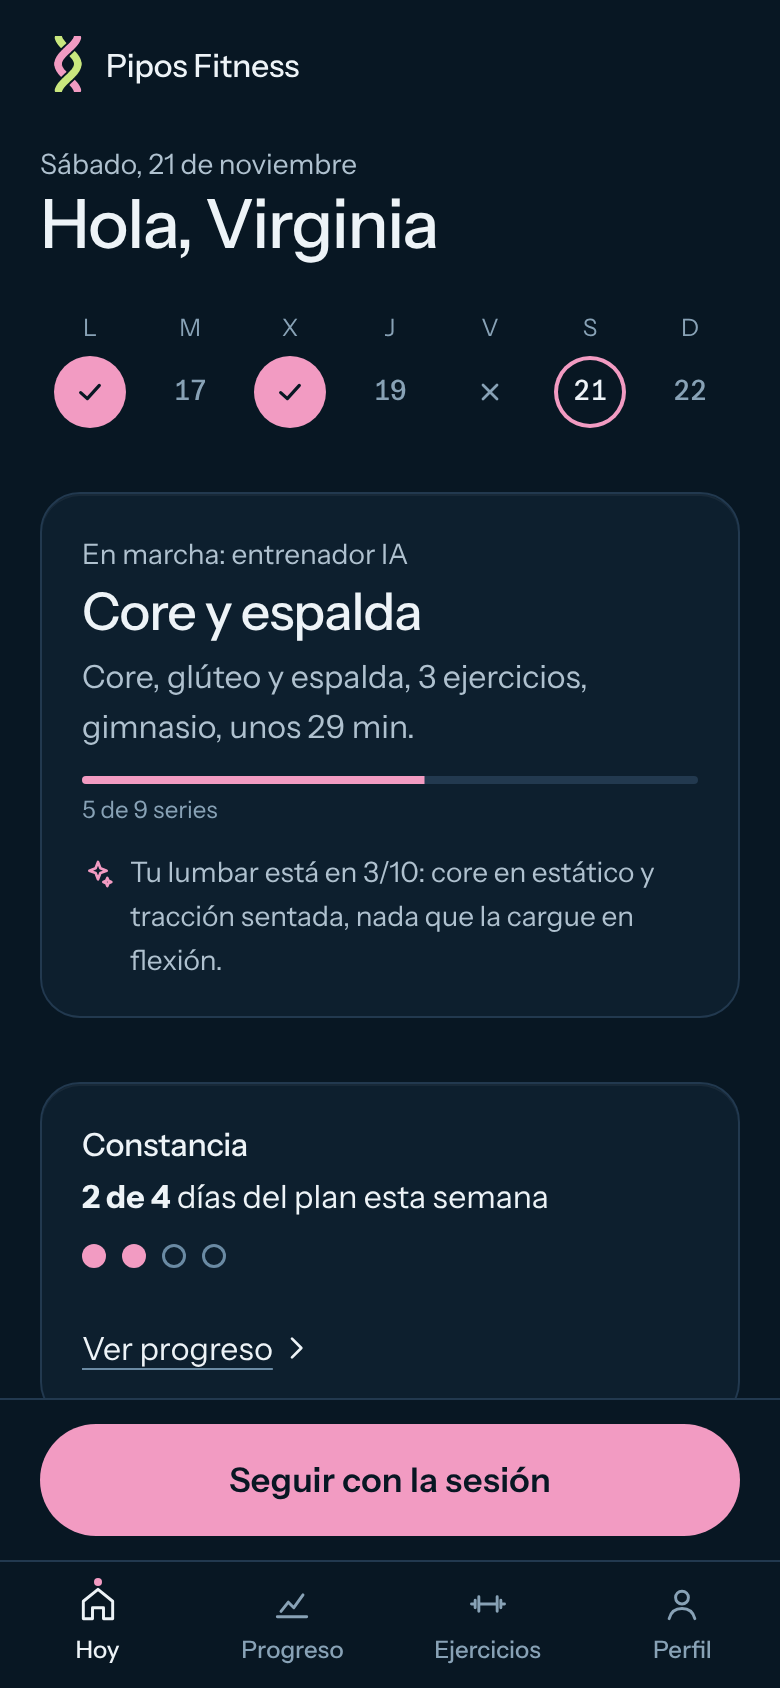 Pipos Fitness
Sábado, 21 de noviembre
Hola, Virginia
L M X J V S D
17 19 21 22
En marcha: entrenador IA
Core y espalda
Core, glúteo y espalda, 3 ejercicios,
gimnasio, unos 29 min.
5 de 9 series
Tu lumbar está en 3/10: core en estático y
tracción sentada, nada que la cargue en
flexión.
Constancia
2 de 4 días del plan esta semana
Ver progreso
Seguir con la sesión
Hoy Progreso Ejercicios Perfil